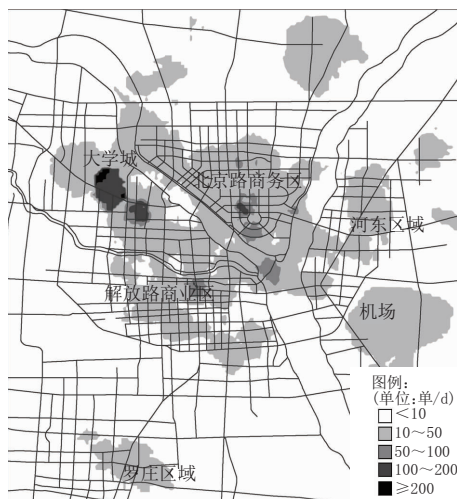 大学城
北京路商务区
河东区域
解放路商业区
机场
罗庄区域
图例:
(单位:单/d)
<10
10～50
50～100
100～200
≥200